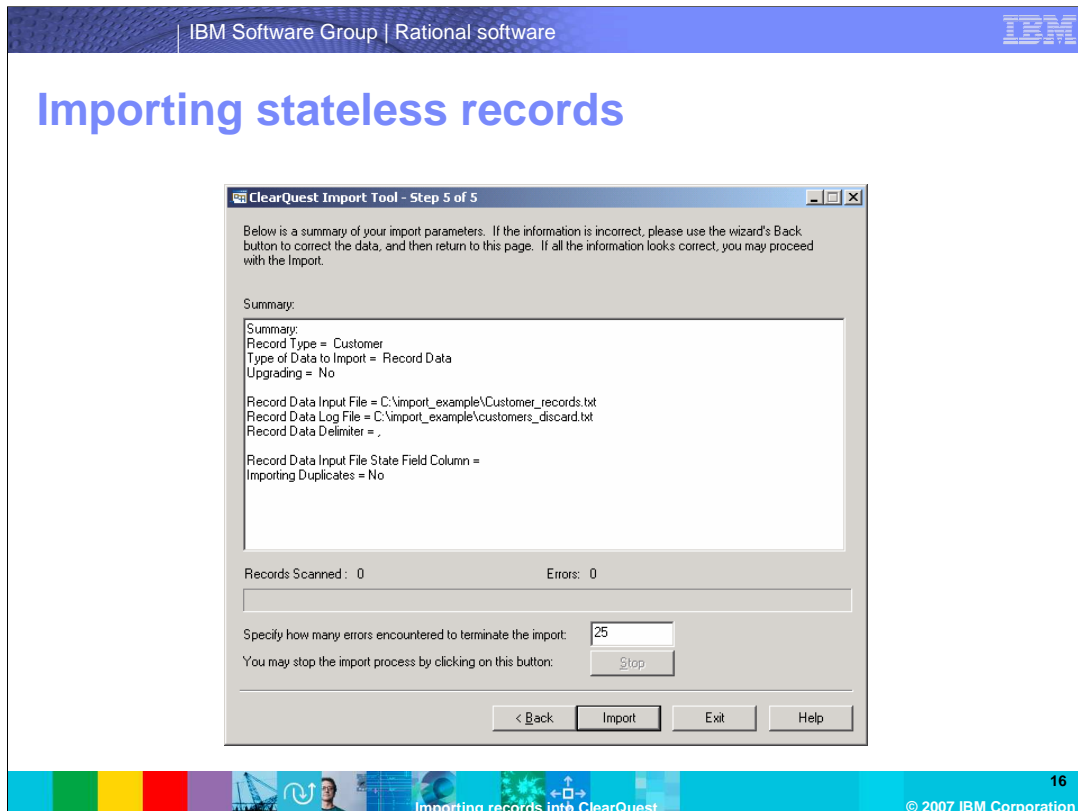 IBM Software Group | Rational software
IBM
Importing stateless records
ClearQuest Import Tool - Step 5 of 5
Below is a summary of your import parameters. If the information is incorrect, please use the wizard's Back
button to correct the data, and then return to this page. If all the information looks correct, you may proceed
with the Import.
Summary:
Summary:
Record Type = Customer
Type of Data to Import = Record Data
Upgrading = No
Record Data Input File = C:\import_example\Customer_records.txt
Record Data Log File = C:\import_example\customers_discard.txt
Record Data Delimiter = ,
Record Data Input File State Field Column =
Importing Duplicates = No
Records Scanned : 0 Errors: 0
Specify how many errors encountered to terminate the import: 25
You may stop the import process by clicking on this button: Stop
< Back Import Exit Help
16
Importing records into ClearQuest
© 2007 IBM Corporation